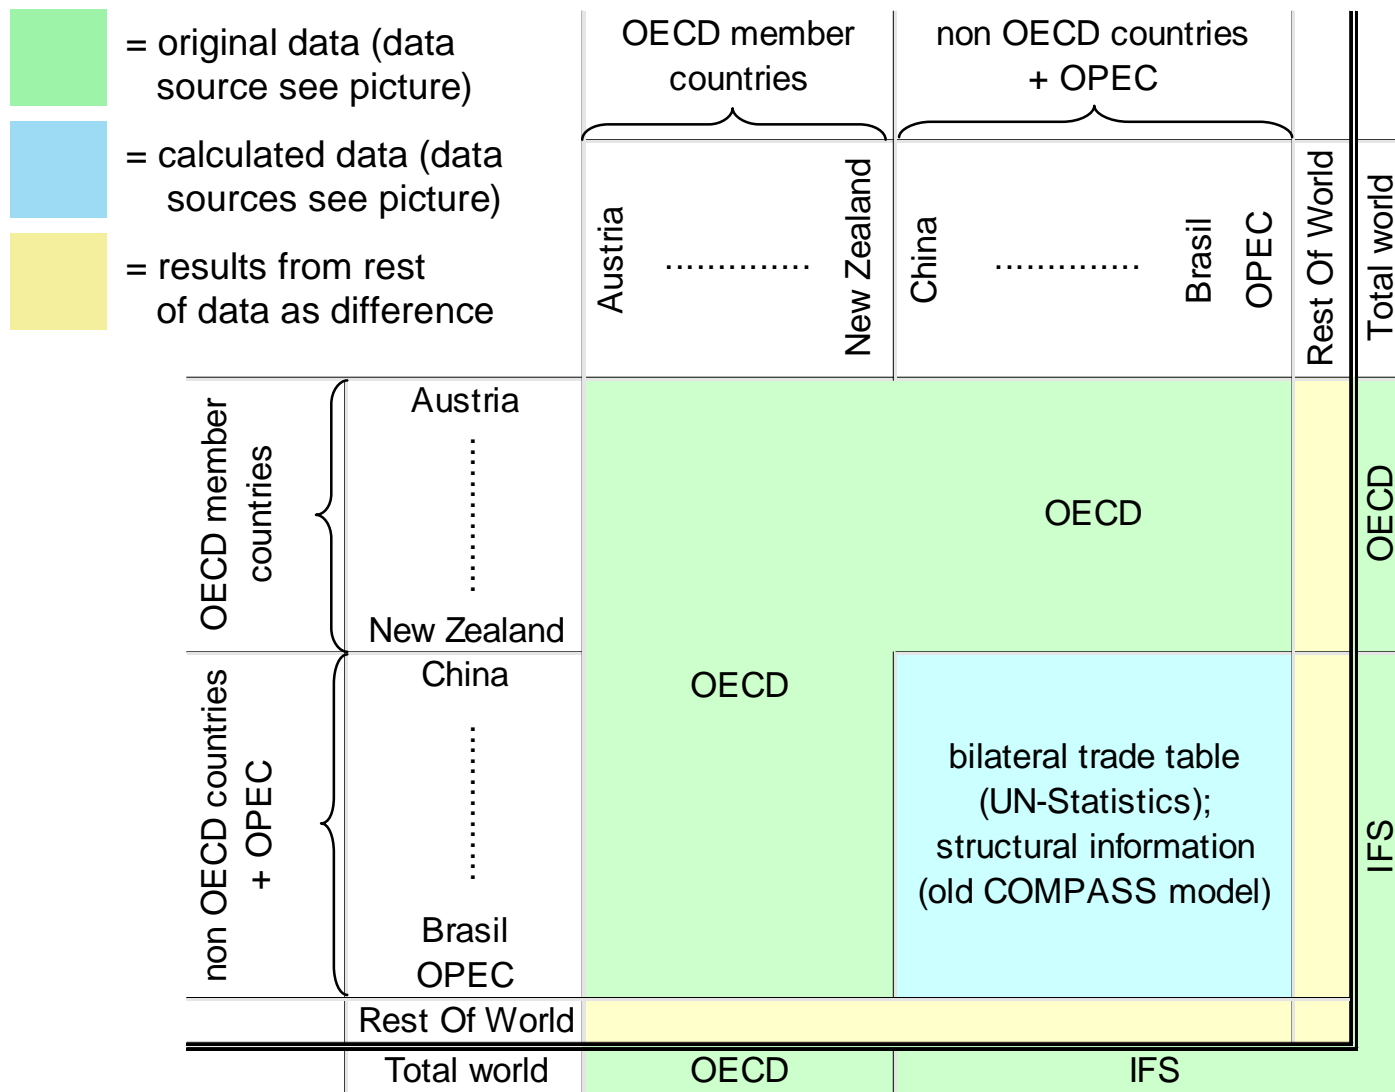 = original data (data
source see picture)
= calculated data (data
sources see picture)
= results from rest
of data as difference
OECD member
countries
non OECD countries
+ OPEC
Austria
..............
New Zealand
China
..............
Brasil
OPEC
Rest Of World
Total world
OECD member
countries
Austria
...............
New Zealand
OECD
OECD
non OECD countries
+ OPEC
China
...............
Brasil
OPEC
OECD
bilateral trade table
(UN-Statistics);
structural information
(old COMPASS model)
IFS
Rest Of World
Total world
OECD
IFS